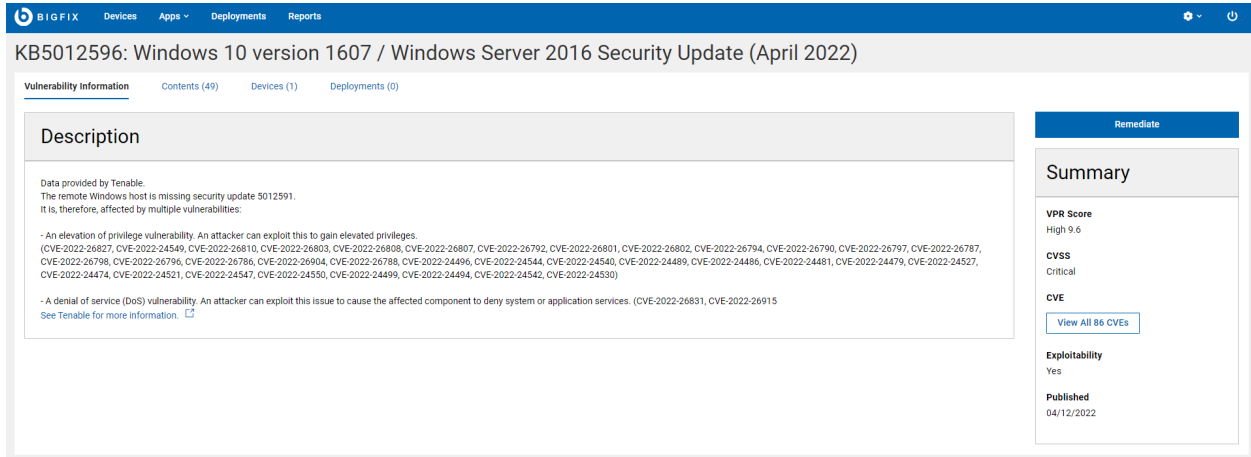 BIGFIX Devices Apps Deployments Reports
KB5012596: Windows 10 version 1607 / Windows Server 2016 Security Update (April 2022)
Vulnerability Information Contents (49) Devices (1) Deployments (0)
Description
Data provided by Tenable.
The remote Windows host is missing security update 5012591.
It is, therefore, affected by multiple vulnerabilities:
- An elevation of privilege vulnerability. An attacker can exploit this to gain elevated privileges.
(CVE-2022-26827, CVE-2022-24549, CVE-2022-26810, CVE-2022-26803, CVE-2022-26808, CVE-2022-26807, CVE-2022-26792, CVE-2022-26801, CVE-2022-26802, CVE-2022-26794, CVE-2022-26790, CVE-2022-26797, CVE-2022-26787,
CVE-2022-26798, CVE-2022-26796, CVE-2022-26786, CVE-2022-26904, CVE-2022-26788, CVE-2022-24496, CVE-2022-24544, CVE-2022-24540, CVE-2022-24489, CVE-2022-24486, CVE-2022-24481, CVE-2022-24479, CVE-2022-24527,
CVE-2022-24474, CVE-2022-24521, CVE-2022-24547, CVE-2022-24550, CVE-2022-24499, CVE-2022-24494, CVE-2022-24542, CVE-2022-24530)
- A denial of service (DoS) vulnerability. An attacker can exploit this issue to cause the affected component to deny system or application services. (CVE-2022-26831, CVE-2022-26915
See Tenable for more information.
Remediate
Summary
VPR Score
High 9.6
CVSS
Critical
CVE
View All 86 CVEs
Exploitability
Yes
Published
04/12/2022